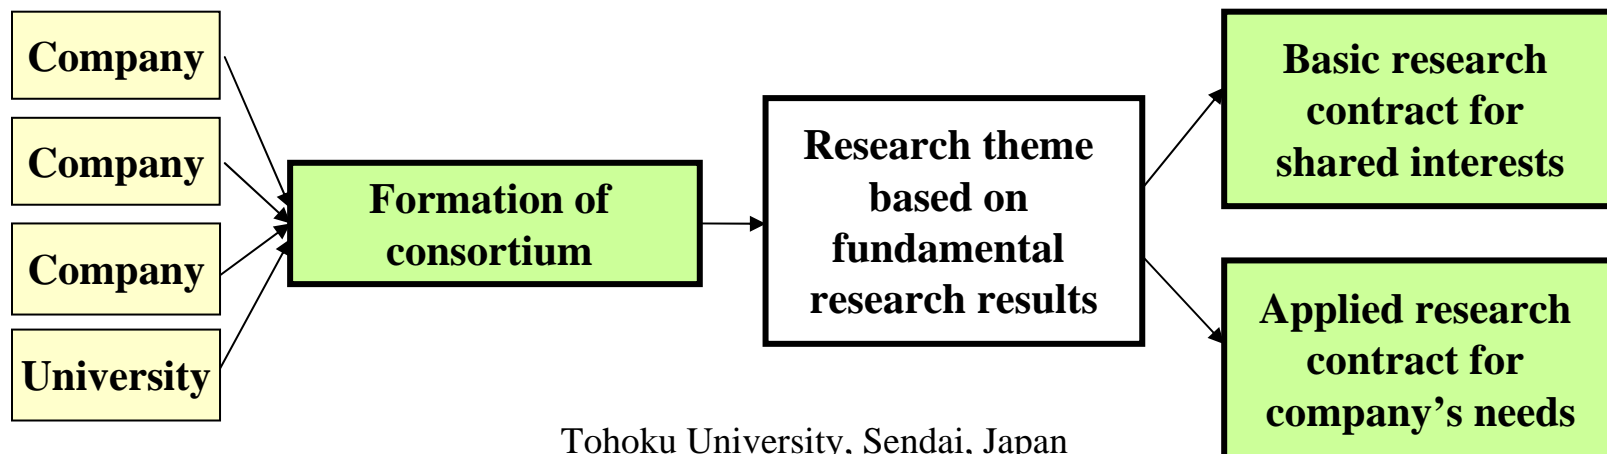 Company
Company
Company
University
Formation of
consortium
Research theme
based on
fundamental
research results
Basic research
contract for
shared interests
Applied research
contract for
company’s needs
Tohoku University, Sendai, Japan